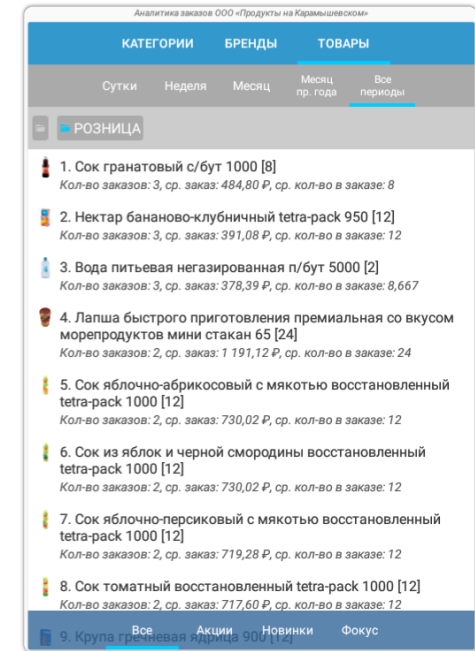 Аналитика заказов ООО «Продукты на Карамышевском»
КАТЕГОРИИ БРЕНДЫ ТОВАРЫ
Сутки Неделя Месяц Месяц пр. года Все периоды
РОЗНИЦА
1. Сок гранатовый с/бут 1000 [8]
Кол-во заказов: 3, ср. заказ: 484,80 ₽, ср. кол-во в заказе: 8
2. Нектар бананово-клубничный tetra-pack 950 [12]
Кол-во заказов: 3, ср. заказ: 391,08 ₽, ср. кол-во в заказе: 12
3. Вода питьевая негазированная п/бут 5000 [2]
Кол-во заказов: 3, ср. заказ: 378,39 ₽, ср. кол-во в заказе: 8,667
4. Лапша быстрого приготовления премиальная со вкусом
морепродуктов мини стакан 65 [24]
Кол-во заказов: 2, ср. заказ: 1 191,12 ₽, ср. кол-во в заказе: 24
5. Сок яблочно-абрикосовый с мякотью восстановленный
tetra-pack 1000 [12]
Кол-во заказов: 2, ср. заказ: 730,02 ₽, ср. кол-во в заказе: 12
6. Сок из яблок и черной смородины восстановленный
tetra-pack 1000 [12]
Кол-во заказов: 2, ср. заказ: 730,02 ₽, ср. кол-во в заказе: 12
7. Сок яблочно-персиковый с мякотью восстановленный
tetra-pack 1000 [12]
Кол-во заказов: 2, ср. заказ: 719,28 ₽, ср. кол-во в заказе: 12
8. Сок томатный восстановленный tetra-pack 1000 [12]
Кол-во заказов: 2, ср. заказ: 717,60 ₽, ср. кол-во в заказе: 12
9. Крупа гречневая ядрица 900 [12]
Все Акции Новинки Фокус